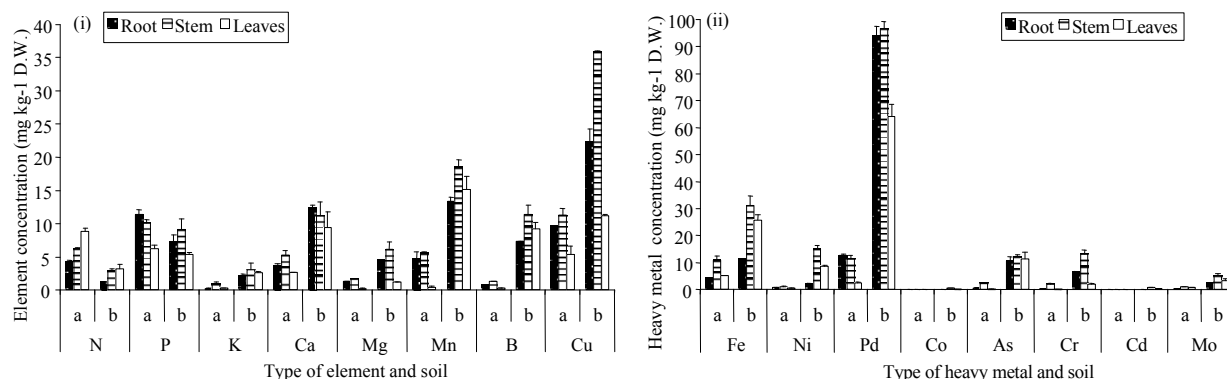 (i)
Root Stem Leaves
Element concentration (mg kg-1 D.W.)
40
35
30
25
20
15
10
5
0
a b a b a b a b a b a b a b a b
N P K Ca Mg Mn B Cu
Type of element and soil
(ii)
Root Stem Leaves
Heavy metal concentration (mg kg-1 D.W.)
100
90
80
70
60
50
40
30
20
10
0
a b a b a b a b a b a b a b a b
Fe Ni Pd Co As Cr Cd Mo
Type of heavy metal and soil